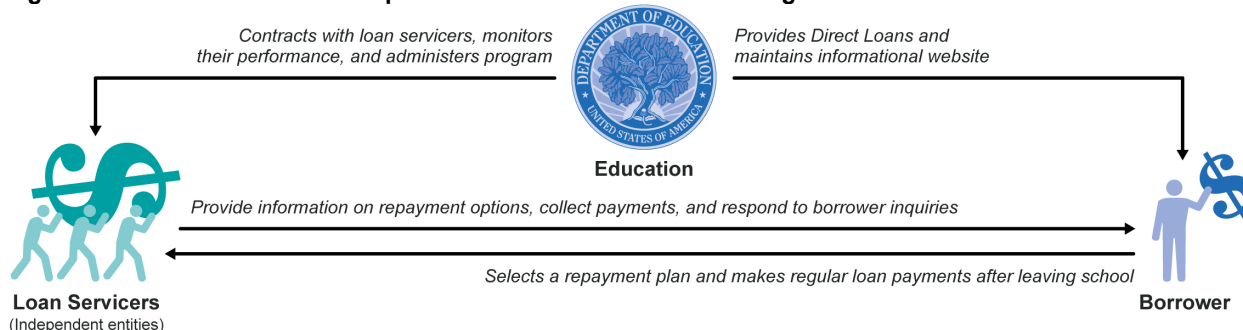 Contracts with loan servicers, monitors
their performance, and administers program
Provides Direct Loans and
maintains informational website
DEPARTMENT OF EDUCATION
UNITED STATES OF AMERICA
Education
Provide information on repayment options, collect payments, and respond to borrower inquiries
Selects a repayment plan and makes regular loan payments after leaving school
Loan Servicers
(Independent entities)
Borrower